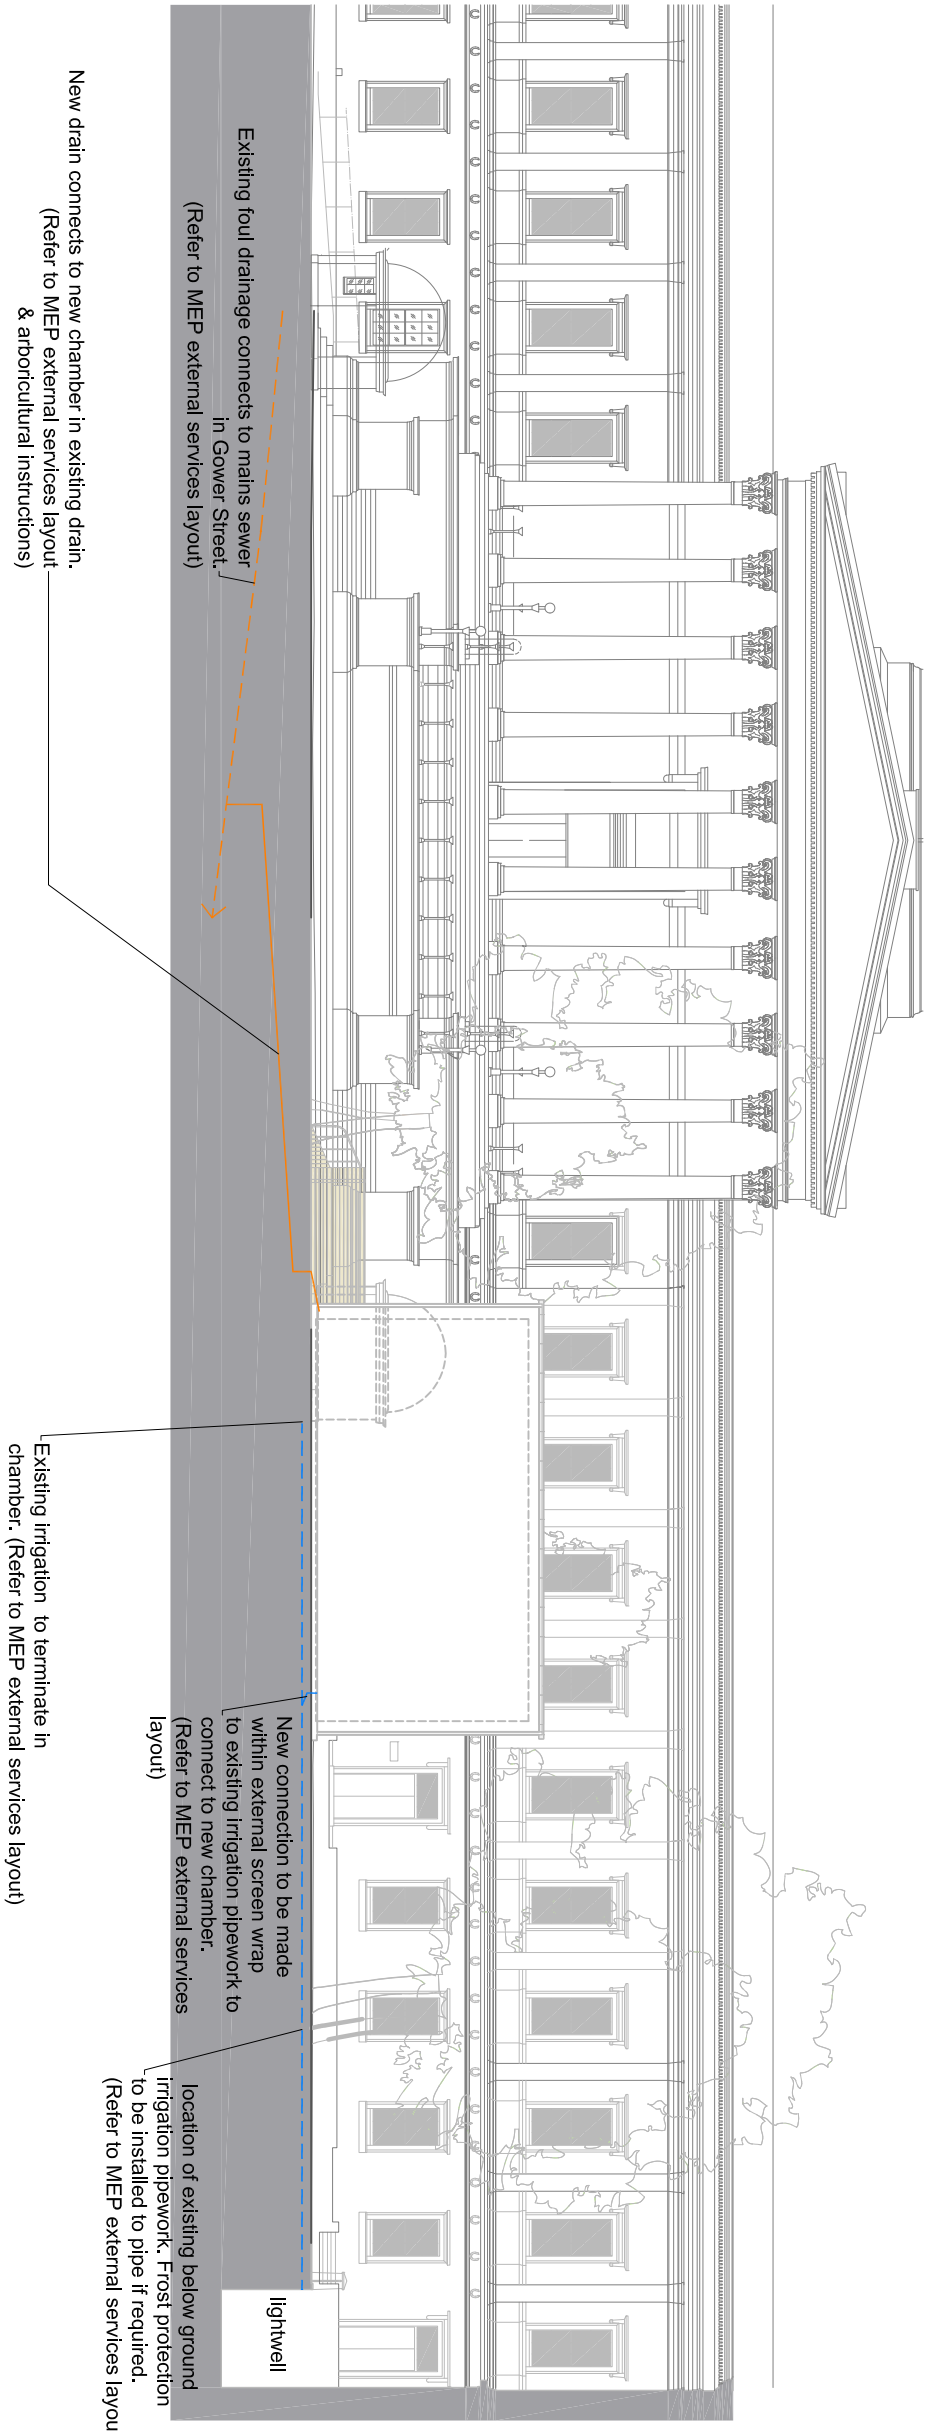 New drain connects to new chamber in existing drain.
(Refer to MEP external services layout
& arboricultural instructions)
Existing foul drainage connects to mains sewer
in Gower Street.
(Refer to MEP external services layout)
Existing irrigation to terminate in
chamber. (Refer to MEP external services layout)
New connection to be made
within external screen wrap
to existing irrigation pipework to
connect to new chamber.
(Refer to MEP external services
layout)
location of existing below ground
irrigation pipework. Frost protection
to be installed to pipe if required.
(Refer to MEP external services layou
lightwell